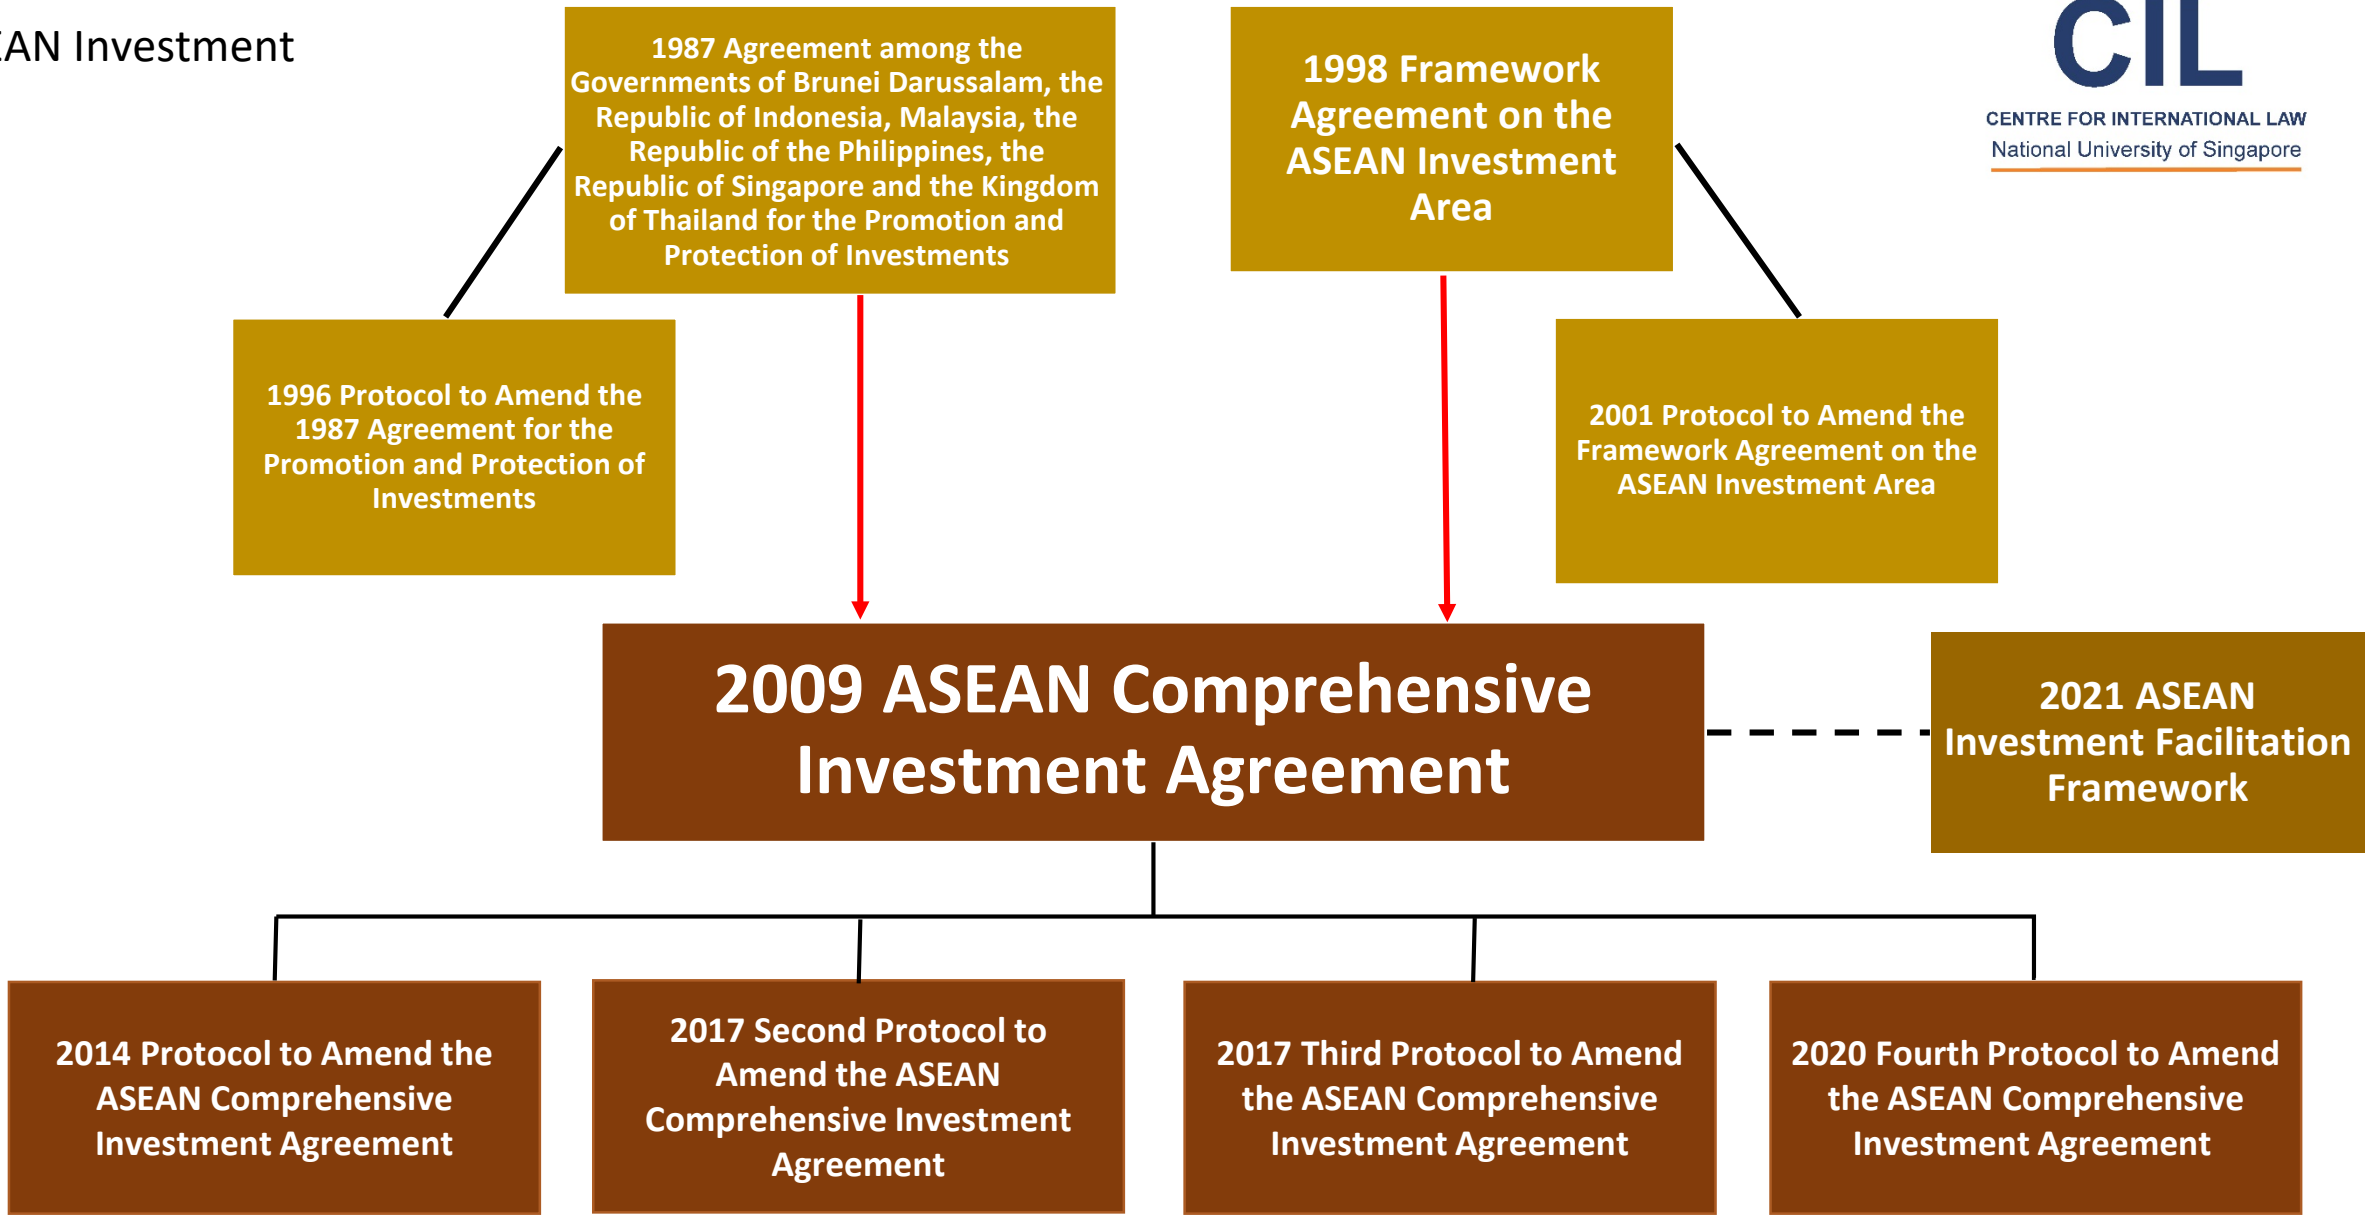 EAN Investment
1987 Agreement among the
Governments of Brunei Darussalam, the
Republic of Indonesia, Malaysia, the
Republic of the Philippines, the
Republic of Singapore and the Kingdom
of Thailand for the Promotion and
Protection of Investments
1998 Framework
Agreement on the
ASEAN Investment
Area
CIL
CENTRE FOR INTERNATIONAL LAW
National University of Singapore
1996 Protocol to Amend the
1987 Agreement for the
Promotion and Protection of
Investments
2001 Protocol to Amend the
Framework Agreement on the
ASEAN Investment Area
2009 ASEAN Comprehensive
Investment Agreement
2021 ASEAN
Investment Facilitation
Framework
2014 Protocol to Amend the
ASEAN Comprehensive
Investment Agreement
2017 Second Protocol to
Amend the ASEAN
Comprehensive Investment
Agreement
2017 Third Protocol to Amend
the ASEAN Comprehensive
Investment Agreement
2020 Fourth Protocol to Amend
the ASEAN Comprehensive
Investment Agreement